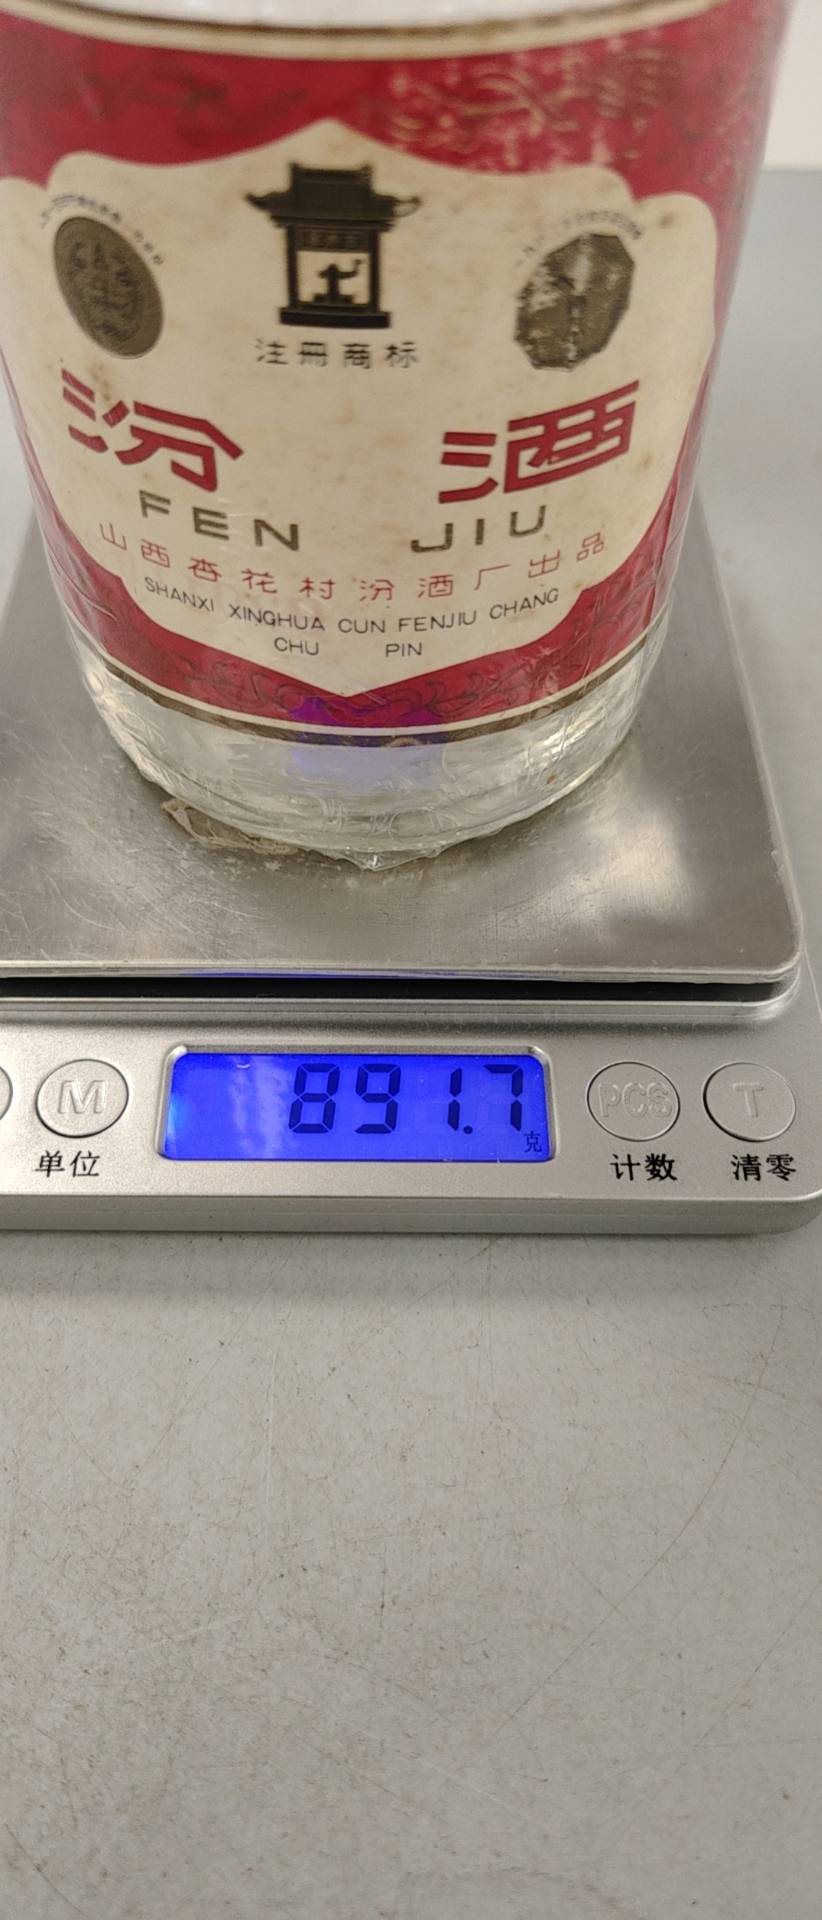 注册商标
汾酒
FEN JIU
山西杏花村汾酒厂出品
SHANXI XINGHUA CUN FENJIU CHANG
CHU PIN
891.7
克
M PCS T
单位 计数 清零